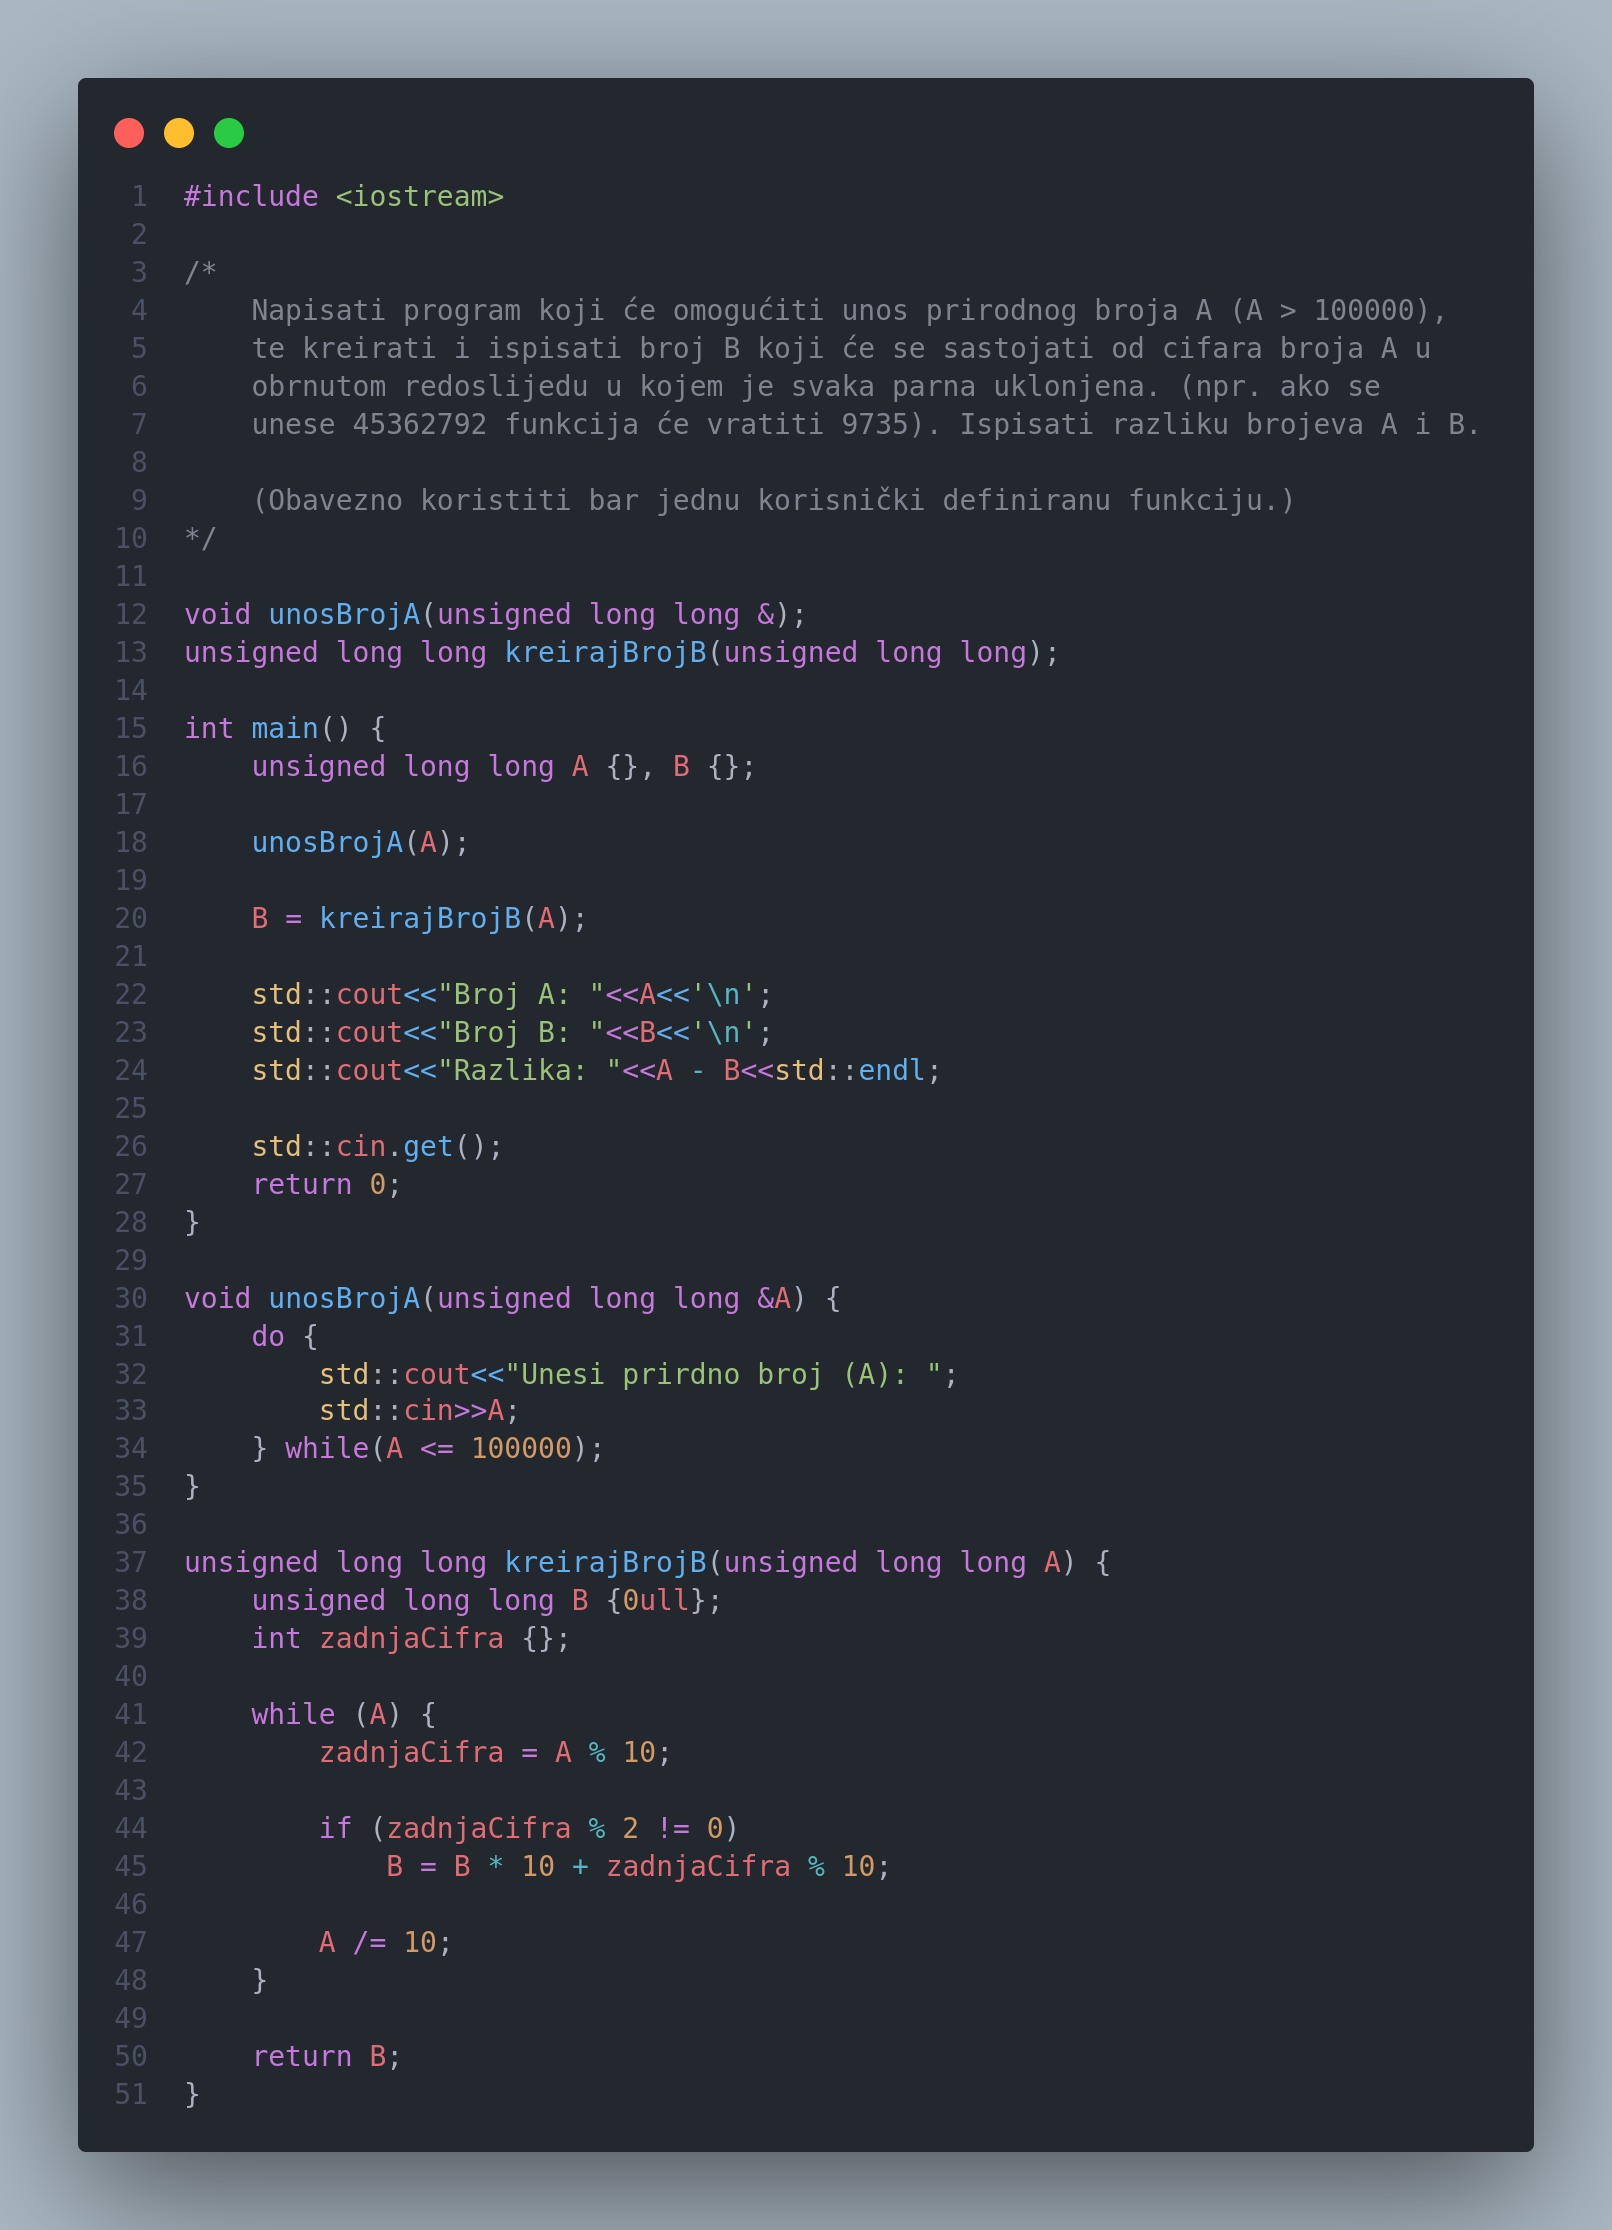 1 #include <iostream>
2
3 /*
4     Napisati program koji će omogućiti unos prirodnog broja A (A > 100000),
5     te kreirati i ispisati broj B koji će se sastojati od cifara broja A u
6     obrnutom redoslijedu u kojem je svaka parna uklonjena. (npr. ako se
7     unese 45362792 funkcija će vratiti 9735). Ispisati razliku brojeva A i B.
8
9     (Obavezno koristiti bar jednu korisnički definiranu funkciju.)
10 */
11
12 void unosBrojA(unsigned long long &);
13 unsigned long long kreirajBrojB(unsigned long long);
14
15 int main() {
16     unsigned long long A {}, B {};
17
18     unosBrojA(A);
19
20     B = kreirajBrojB(A);
21
22     std::cout<<"Broj A: "<<A<<'\n';
23     std::cout<<"Broj B: "<<B<<'\n';
24     std::cout<<"Razlika: "<<A - B<<std::endl;
25
26     std::cin.get();
27     return 0;
28 }
29
30 void unosBrojA(unsigned long long &A) {
31     do {
32         std::cout<<"Unesi prirdno broj (A): ";
33         std::cin>>A;
34     } while(A <= 100000);
35 }
36
37 unsigned long long kreirajBrojB(unsigned long long A) {
38     unsigned long long B {0ull};
39     int zadnjaCifra {};
40
41     while (A) {
42         zadnjaCifra = A % 10;
43
44         if (zadnjaCifra % 2 != 0)
45             B = B * 10 + zadnjaCifra % 10;
46
47         A /= 10;
48     }
49
50     return B;
51 }